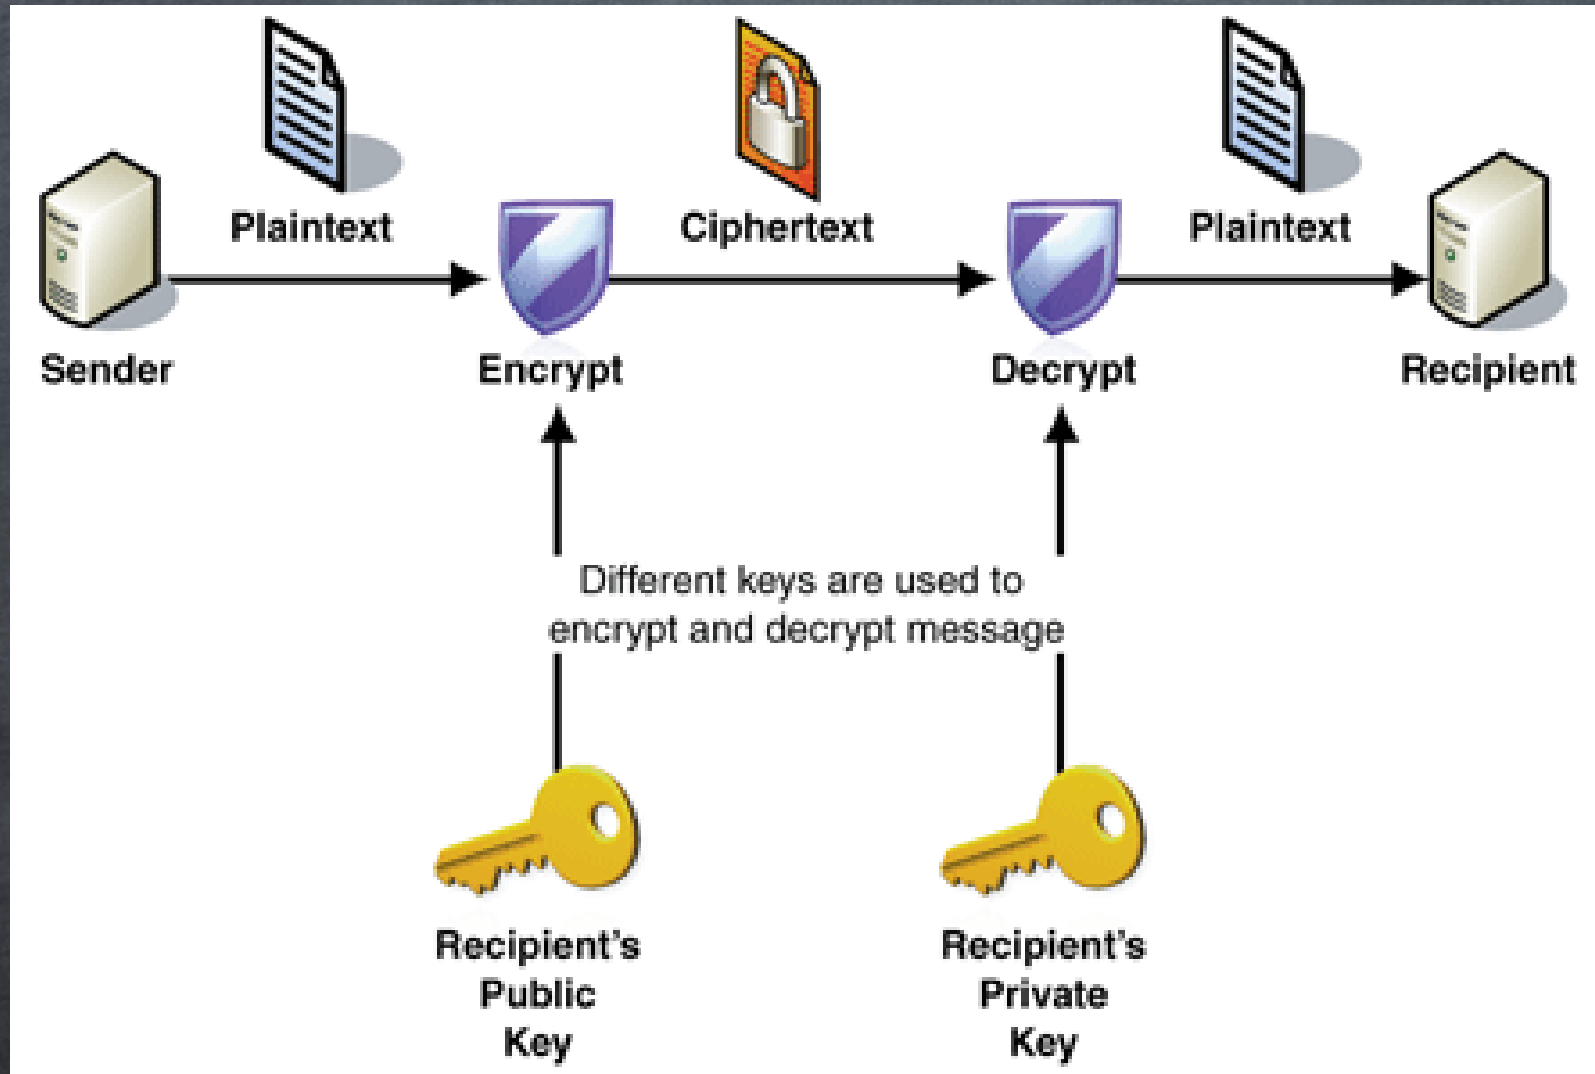 Plaintext
Ciphertext
Plaintext
Sender
Encrypt
Decrypt
Recipient
Different keys are used to
encrypt and decrypt message
Recipient's
Public
Key
Recipient's
Private
Key